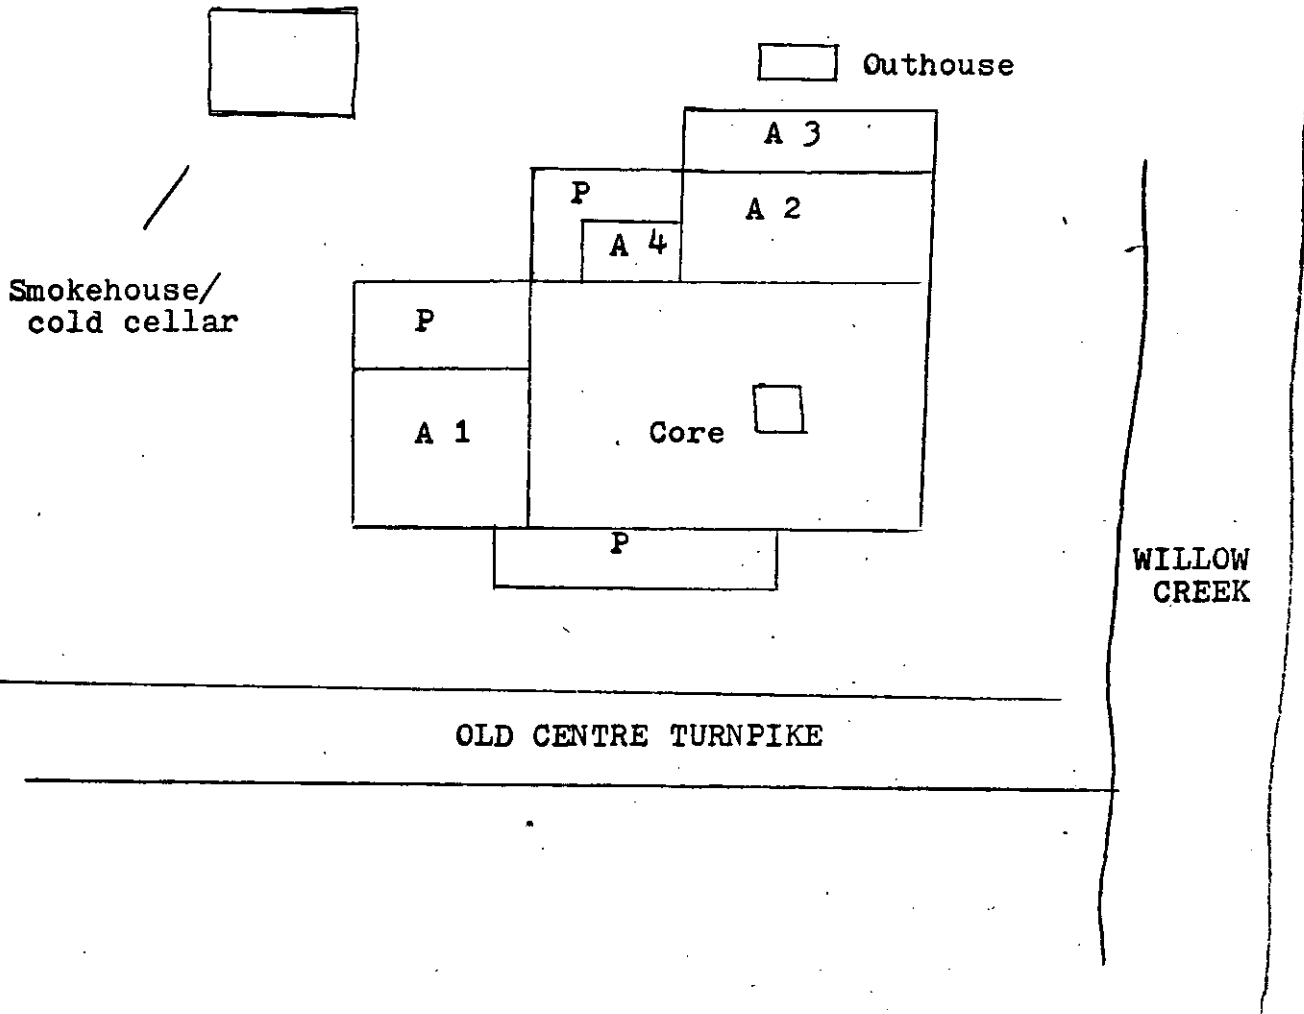 Outhouse
A 3
P
A 2
A 4
Smokehouse/
cold cellar
P
A 1
Core
P
WILLOW
CREEK
OLD CENTRE TURNPIKE